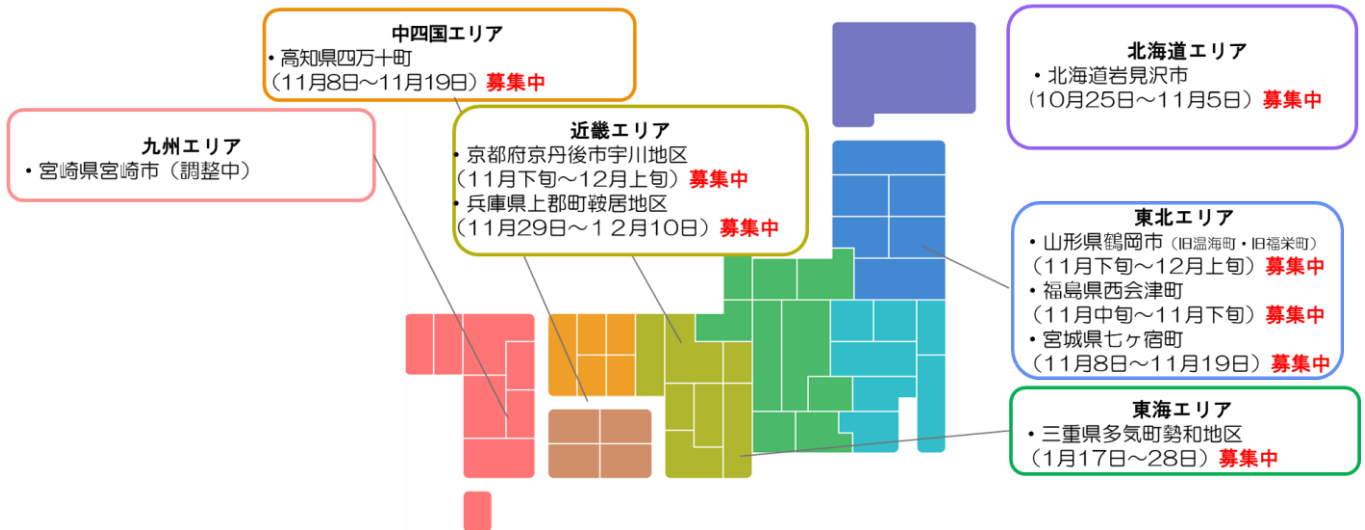 中四国エリア
・高知県四万十町
(11月8日～11月19日) 募集中
北海道エリア
・北海道岩見沢市
(10月25日～11月5日) 募集中
九州エリア
・宮崎県宮崎市（調整中）
近畿エリア
・京都府京丹後市宇川地区
(11月下旬～12月上旬) 募集中
・兵庫県上郡町鞍居地区
(11月29日～１２月10日) 募集中
東北エリア
・山形県鶴岡市（旧温海町・旧福栄町）
(11月下旬～12月上旬) 募集中
・福島県西会津町
(11月中旬～11月下旬) 募集中
・宮城県七ヶ宿町
(11月8日～11月19日) 募集中
東海エリア
・三重県多気町勢和地区
(1月17日～28日) 募集中